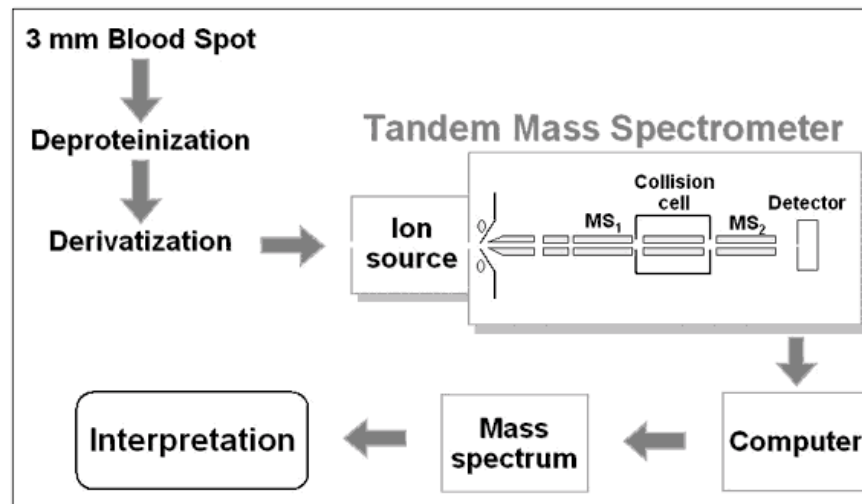 3 mm Blood Spot
Deproteinization
Derivatization
Tandem Mass Spectrometer
Ion
source
MS₁
Collision
cell
MS₂
Detector
Computer
Mass
spectrum
Interpretation